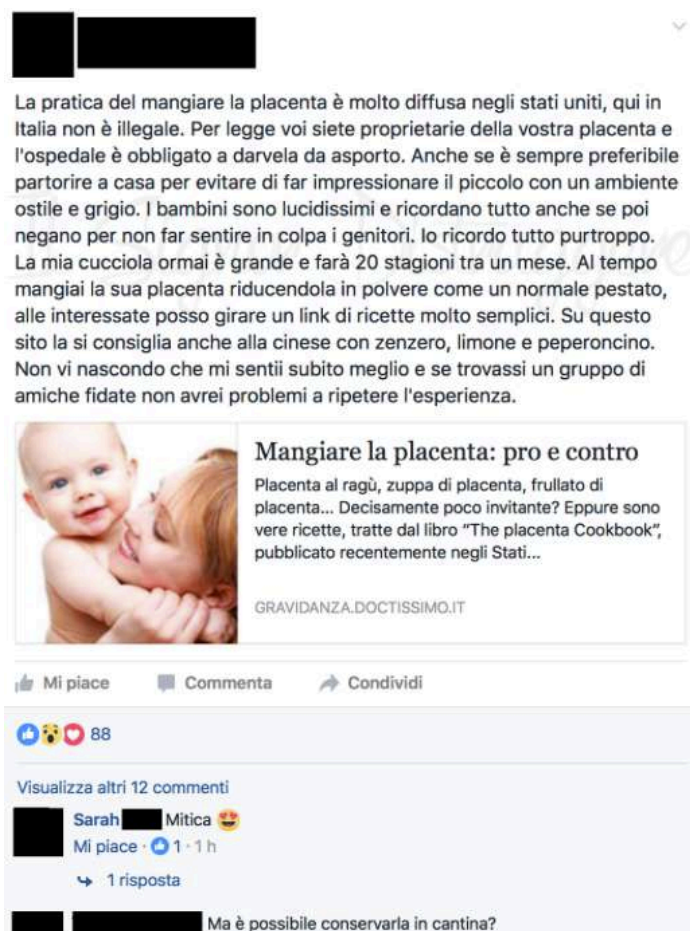 La pratica del mangiare la placenta è molto diffusa negli stati uniti, qui in
Italia non è illegale. Per legge voi siete proprietarie della vostra placenta e
l'ospedale è obbligato a darvela da asporto. Anche se è sempre preferibile
partorire a casa per evitare di far impressionare il piccolo con un ambiente
ostile e grigio. I bambini sono lucidissimi e ricordano tutto anche se poi
negano per non far sentire in colpa i genitori. Io ricordo tutto purtroppo.
La mia cucciola ormai è grande e farà 20 stagioni tra un mese. Al tempo
mangiai la sua placenta riducendola in polvere come un normale pestato,
alle interessate posso girare un link di ricette molto semplici. Su questo
sito la si consiglia anche alla cinese con zenzero, limone e peperoncino.
Non vi nascondo che mi sentii subito meglio e se trovassi un gruppo di
amiche fidate non avrei problemi a ripetere l'esperienza.
Mangiare la placenta: pro e contro
Placenta al ragù, zuppa di placenta, frullato di
placenta... Decisamente poco invitante? Eppure sono
vere ricette, tratte dal libro “The placenta Cookbook”,
pubblicato recentemente negli Stati...
GRAVIDANZA.DOCTISSIMO.IT
Mi piace Commenta Condividi
88
Visualizza altri 12 commenti
Sarah Mitica 😍
Mi piace · 1 · 1 h
1 risposta
Ma è possibile conservarla in cantina?